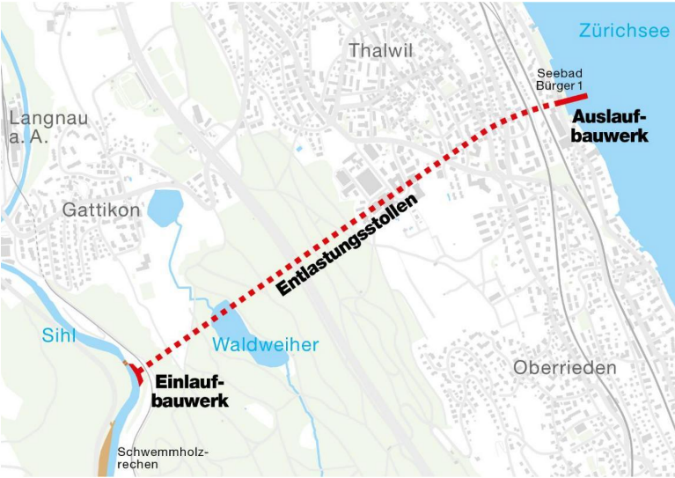 Zürichsee
Thalwil
Seebad
Bürger 1
Auslauf-
bauwerk
Langnau
a. A.
Gattikon
Entlastungsstollen
Sihl
Waldweiher
Einlauf-
bauwerk
Oberrieden
Schwemmholz-
rechen